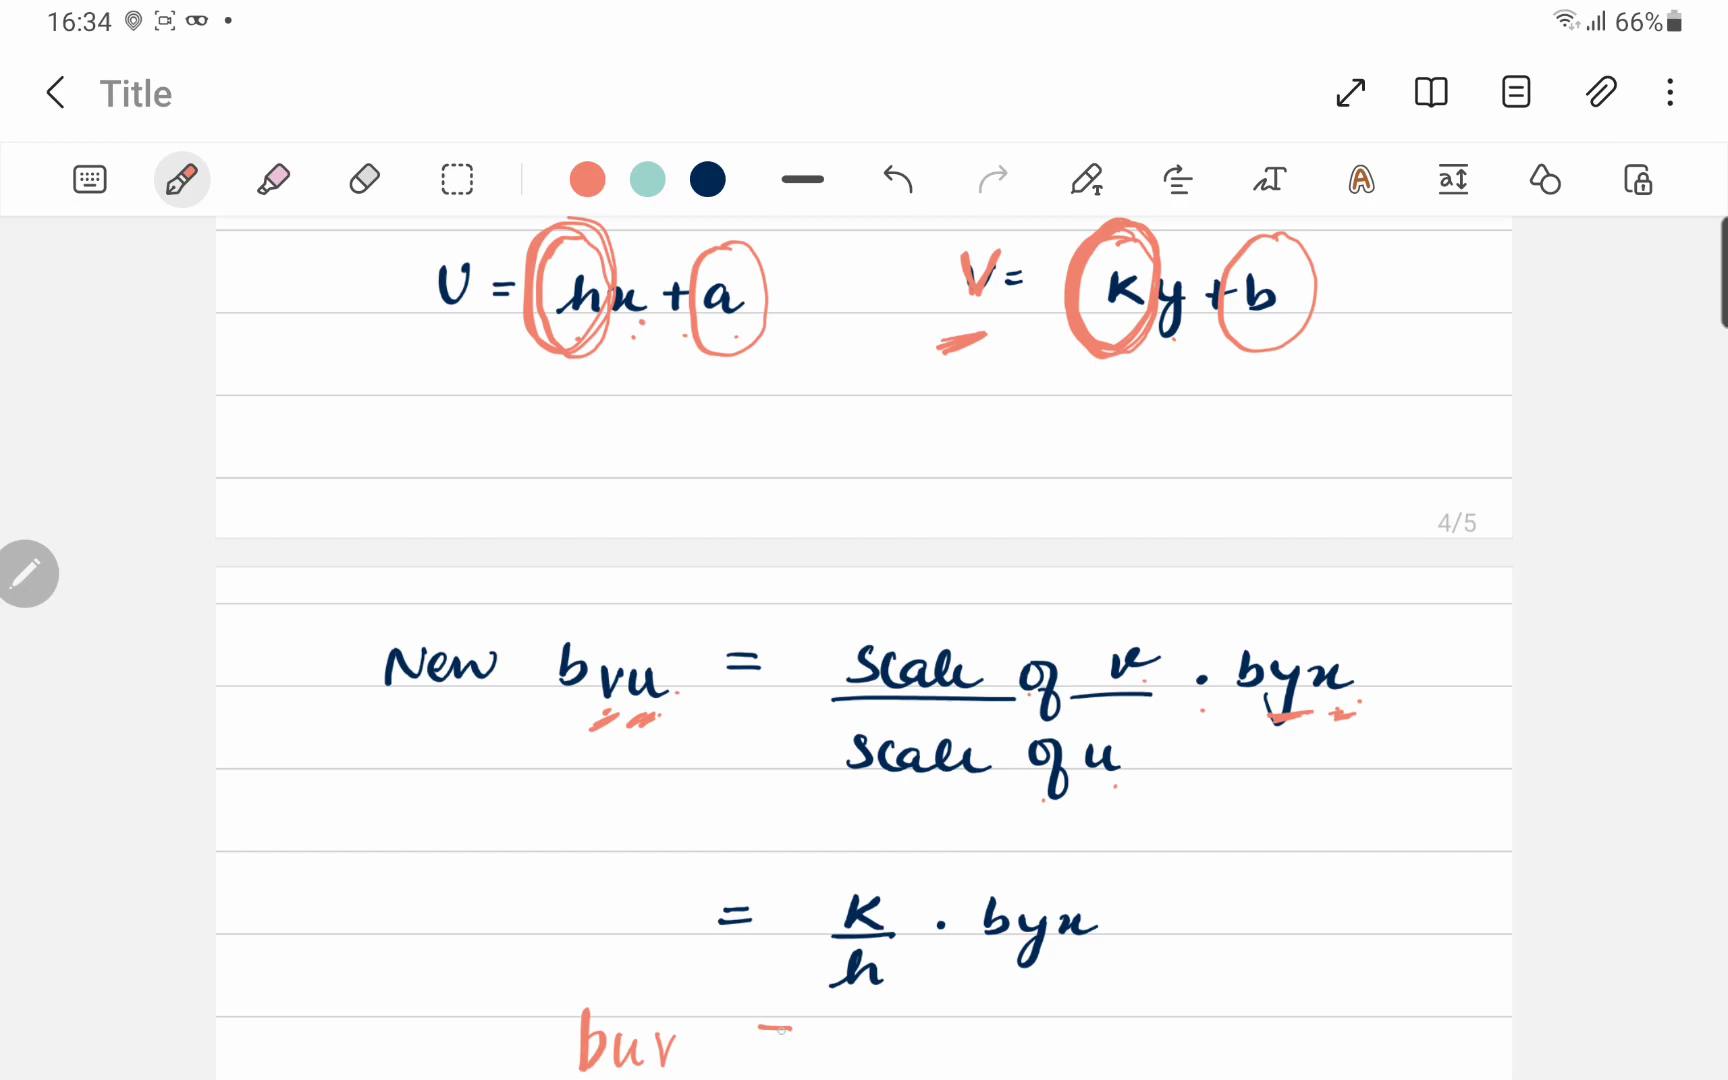 16:34 66%
Title
U = hx + a V = Ky + b
4/5
New bvu = Scale of v . byx
Scale of u
= K . byx
h
buv -